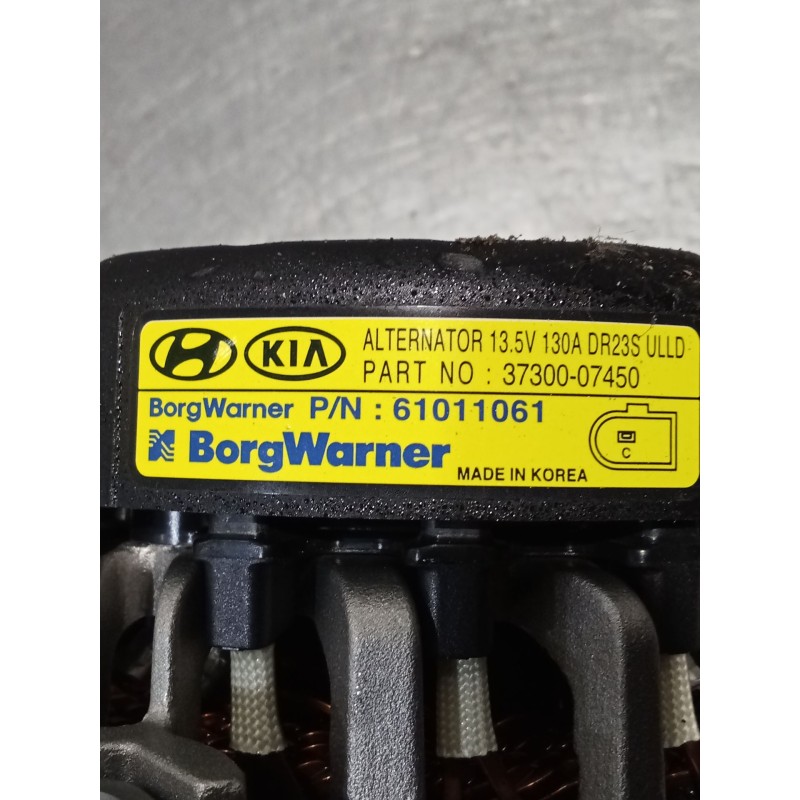 KIA ALTERNATOR 13.5V 130A DR23S ULLD
PART NO : 37300-07450
BorgWarner P/N : 61011061
BorgWarner
MADE IN KOREA
C